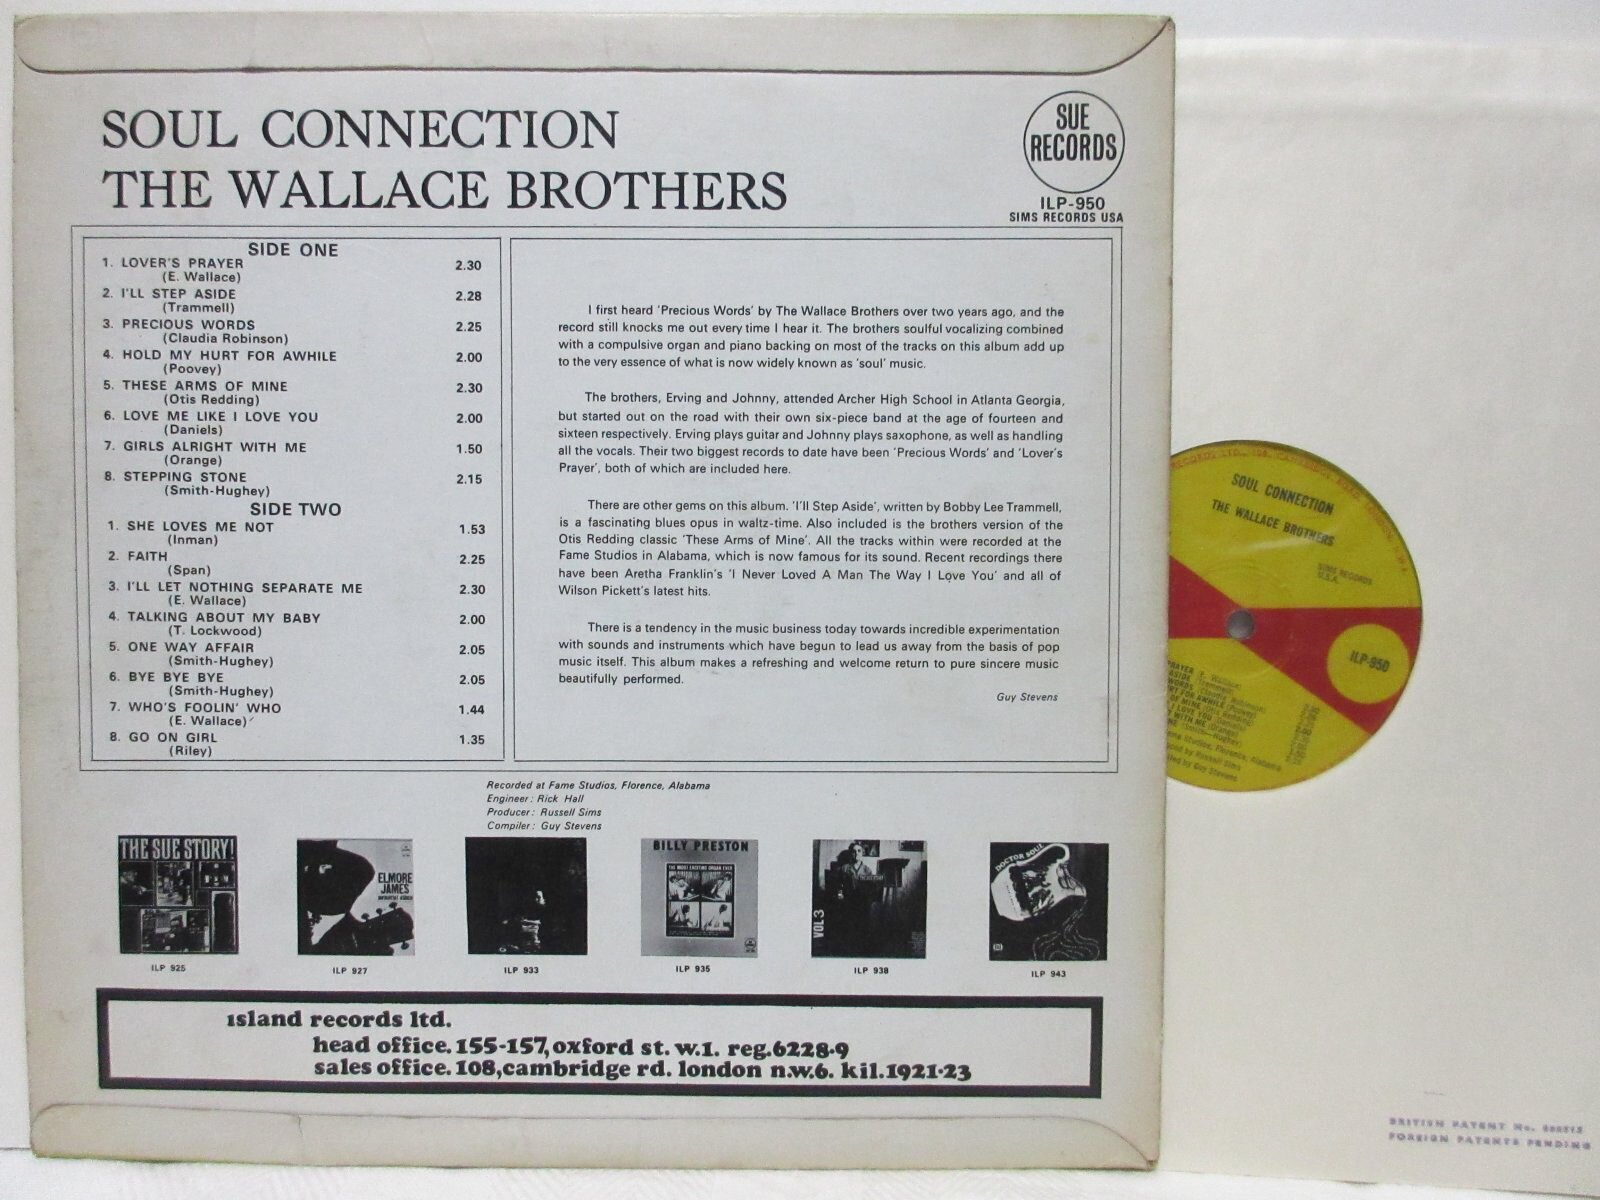 SOUL CONNECTION
THE WALLACE BROTHERS
SUE
RECORDS
ILP-950
SIMS RECORDS USA
SIDE ONE
1. LOVER'S PRAYER 2.30
(E. Wallace)
2. I'LL STEP ASIDE 2.28
(Trammell)
3. PRECIOUS WORDS 2.25
(Claudia Robinson)
4. HOLD MY HURT FOR AWHILE 2.00
(Poovey)
5. THESE ARMS OF MINE 2.30
(Otis Redding)
6. LOVE ME LIKE I LOVE YOU 2.00
(Daniels)
7. GIRLS ALRIGHT WITH ME 1.50
(Orange)
8. STEPPING STONE 2.15
(Smith-Hughey)
SIDE TWO
1. SHE LOVES ME NOT 1.53
(Inman)
2. FAITH 2.25
(Span)
3. I'LL LET NOTHING SEPARATE ME 2.30
(E. Wallace)
4. TALKING ABOUT MY BABY 2.00
(T. Lockwood)
5. ONE WAY AFFAIR 2.05
(Smith-Hughey)
6. BYE BYE BYE 2.05
(Smith-Hughey)
7. WHO'S FOOLIN' WHO 1.44
(E. Wallace)
8. GO ON GIRL 1.35
(Riley)
I first heard 'Precious Words' by The Wallace Brothers over two years ago, and the
record still knocks me out every time I hear it. The brothers soulful vocalizing combined
with a compulsive organ and piano backing on most of the tracks on this album add up
to the very essence of what is now widely known as 'soul' music.
The brothers, Erving and Johnny, attended Archer High School in Atlanta Georgia,
but started out on the road with their own six-piece band at the age of fourteen and
sixteen respectively. Erving plays guitar and Johnny plays saxophone, as well as handling
all the vocals. Their two biggest records to date have been 'Precious Words' and 'Lover's
Prayer', both of which are included here.
There are other gems on this album. 'I'll Step Aside', written by Bobby Lee Trammell,
is a fascinating blues opus in waltz-time. Also included is the brothers version of the
Otis Redding classic 'These Arms of Mine'. All the tracks within were recorded at the
Fame Studios in Alabama, which is now famous for its sound. Recent recordings there
have been Aretha Franklin's 'I Never Loved A Man The Way I Love You' and all of
Wilson Pickett's latest hits.
There is a tendency in the music business today towards incredible experimentation
with sounds and instruments which have begun to lead us away from the basis of pop
music itself. This album makes a refreshing and welcome return to pure sincere music
beautifully performed.
Guy Stevens
Recorded at Fame Studios, Florence, Alabama
Engineer: Rick Hall
Producer: Russell Sims
Compiler: Guy Stevens
THE SUE STORY!
ELMORE
JAMES
BILLY PRESTON
THE MOST EXCITING ORGAN EVER
VOL 3
DOCTOR SOUL
ILP 925
ILP 927
ILP 933
ILP 935
ILP 938
ILP 943
island records ltd.
head office. 155-157, oxford st. w.1. reg.6228-9
sales office. 108, cambridge rd. london n.w.6. kil.1921-23
SOUL CONNECTION
THE WALLACE BROTHERS
SIMS RECORDS
U.S.A.
ILP-950
BRITISH PATENT No.
FOREIGN PATENTS PENDING